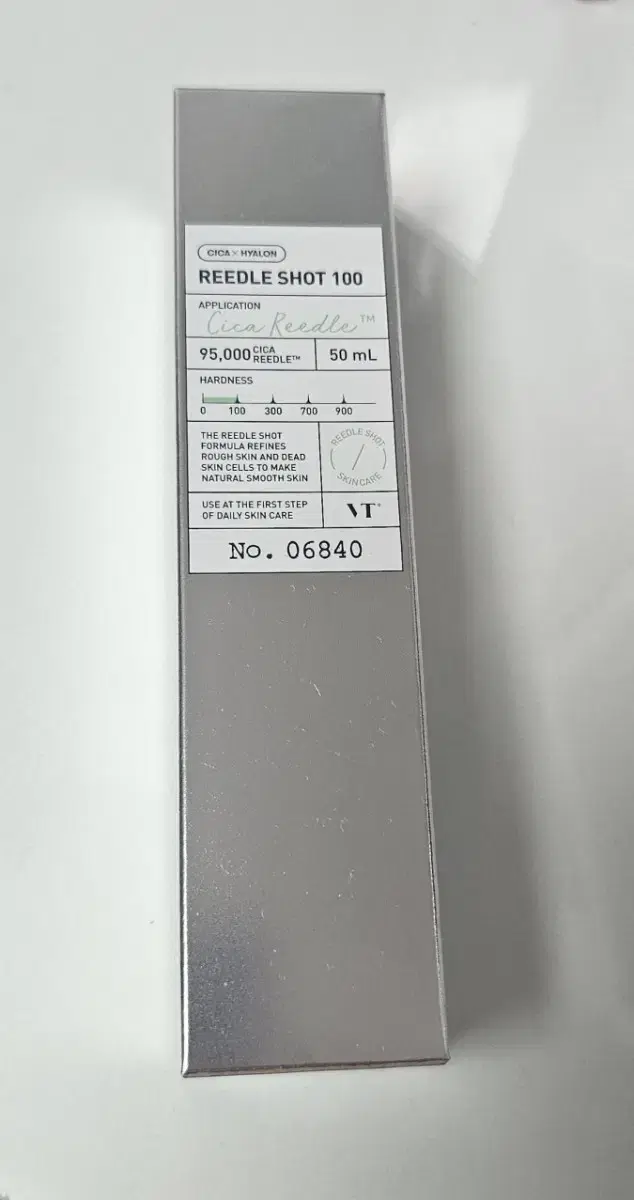 CICA × HYALON
REEDLE SHOT 100
APPLICATION
Cica Reedle™
95,000 CICA REEDLE™
50 mL
HARDNESS
0 100 300 700 900
THE REEDLE SHOT
FORMULA REFINES
ROUGH SKIN AND DEAD
SKIN CELLS TO MAKE
NATURAL SMOOTH SKIN
REEDLE SHOT
SKINCARE
USE AT THE FIRST STEP
OF DAILY SKIN CARE
VT®
No. 06840